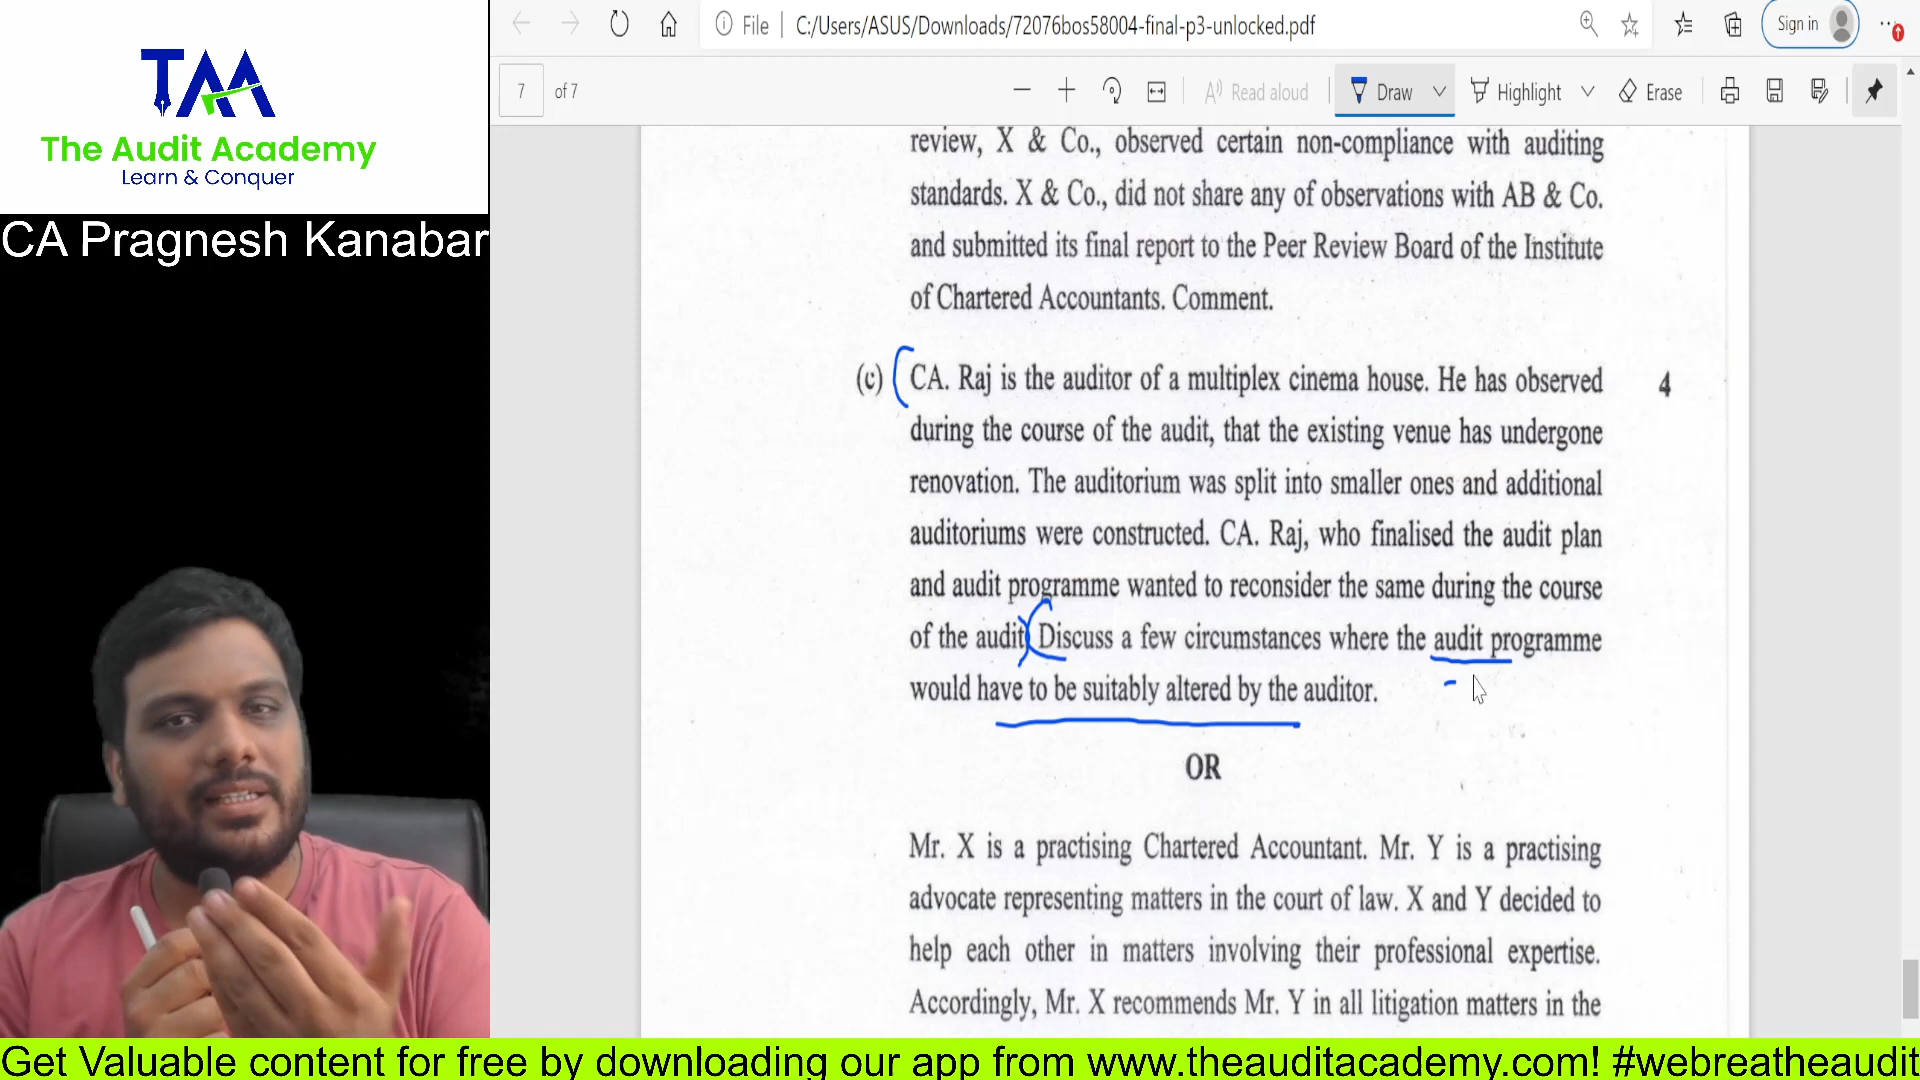 TAA
The Audit Academy
Learn & Conquer
CA Pragnesh Kanabar
File
C:/Users/ASUS/Downloads/72076bos58004-final-p3-unlocked.pdf
Sign in
7 of 7
Read aloud
Draw
Highlight
Erase
review, X & Co., observed certain non-compliance with auditing
standards. X & Co., did not share any of observations with AB & Co.
and submitted its final report to the Peer Review Board of the Institute
of Chartered Accountants. Comment.
(c) CA. Raj is the auditor of a multiplex cinema house. He has observed 4
during the course of the audit, that the existing venue has undergone
renovation. The auditorium was split into smaller ones and additional
auditoriums were constructed. CA. Raj, who finalised the audit plan
and audit programme wanted to reconsider the same during the course
of the audit. Discuss a few circumstances where the audit programme
would have to be suitably altered by the auditor.
OR
Mr. X is a practising Chartered Accountant. Mr. Y is a practising
advocate representing matters in the court of law. X and Y decided to
help each other in matters involving their professional expertise.
Accordingly, Mr. X recommends Mr. Y in all litigation matters in the
Get Valuable content for free by downloading our app from www.theauditacademy.com! #webreatheaudit